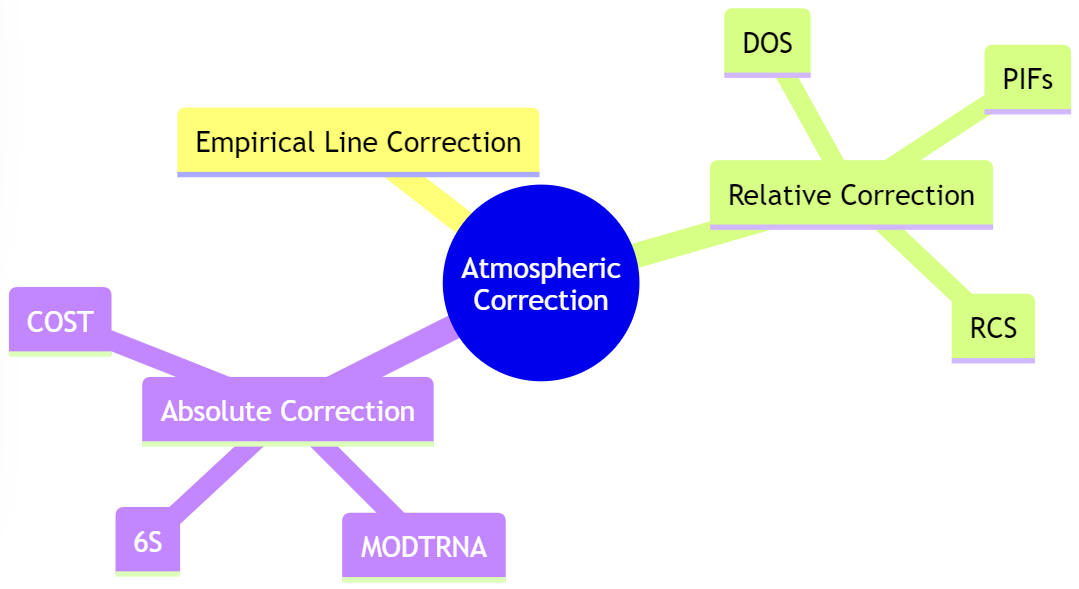 DOS
PIFs
Empirical Line Correction
Relative Correction
Atmospheric
Correction
COST
RCS
Absolute Correction
6S
MODTRNA